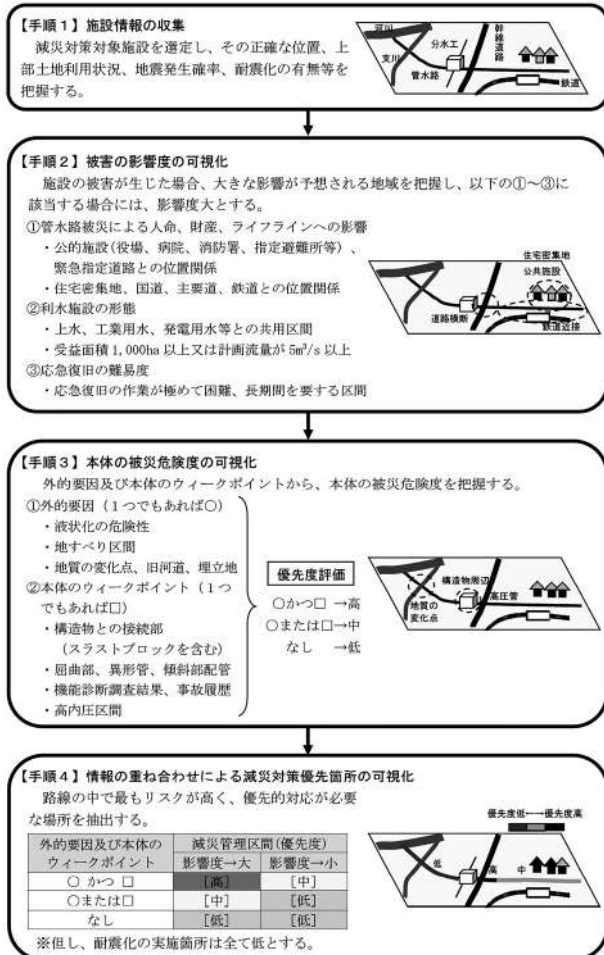 【手順１】施設情報の収集
減災対策対象施設を選定し、その正確な位置、上
部土地利用状況、地震発生確率、耐震化の有無等を
把握する。
河川
支川
分水工
管水路
幹線道路
鉄道
【手順２】被害の影響度の可視化
施設の被害が生じた場合、大きな影響が予想される地域を把握し、以下の①～③に
該当する場合には、影響度大とする。
①管水路被災による人命、財産、ライフラインへの影響
・公的施設(役場、病院、消防署、指定避難所等)、
緊急指定道路との位置関係
・住宅密集地、国道、主要道、鉄道との位置関係
②利水施設の形態
・上水、工業用水、発電用水等との共用区間
・受益面積 1,000ha 以上又は計画流量が 5m³/s 以上
③応急復旧の難易度
・応急復旧の作業が極めて困難、長期間を要する区間
住宅密集地
公共施設
道路横断
鉄道近接
【手順３】本体の被災危険度の可視化
外的要因及び本体のウィークポイントから、本体の被災危険度を把握する。
①外的要因（１つでもあれば○）
・液状化の危険性
・地すべり区間
・地質の変化点、旧河道、埋立地
②本体のウィークポイント（１つ
でもあれば□）
・構造物との接続部
（スラストブロックを含む）
・屈曲部、異形管、傾斜部配管
・機能診断調査結果、事故履歴
・高内圧区間
優先度評価
○かつ□ →高
○または□→中
なし →低
構造物周辺
高圧管
地質の
変化点
【手順４】情報の重ね合わせによる減災対策優先箇所の可視化
路線の中で最もリスクが高く、優先的対応が必要
な場所を抽出する。
外的要因及び本体の
ウィークポイント
減災管理区間(優先度)
影響度→大 影響度→小
○ かつ □ [高] [中]
○または□ [中] [低]
なし [低] [低]
※但し、耐震化の実施箇所は全て低とする。
優先度低←→優先度高
低
高
中